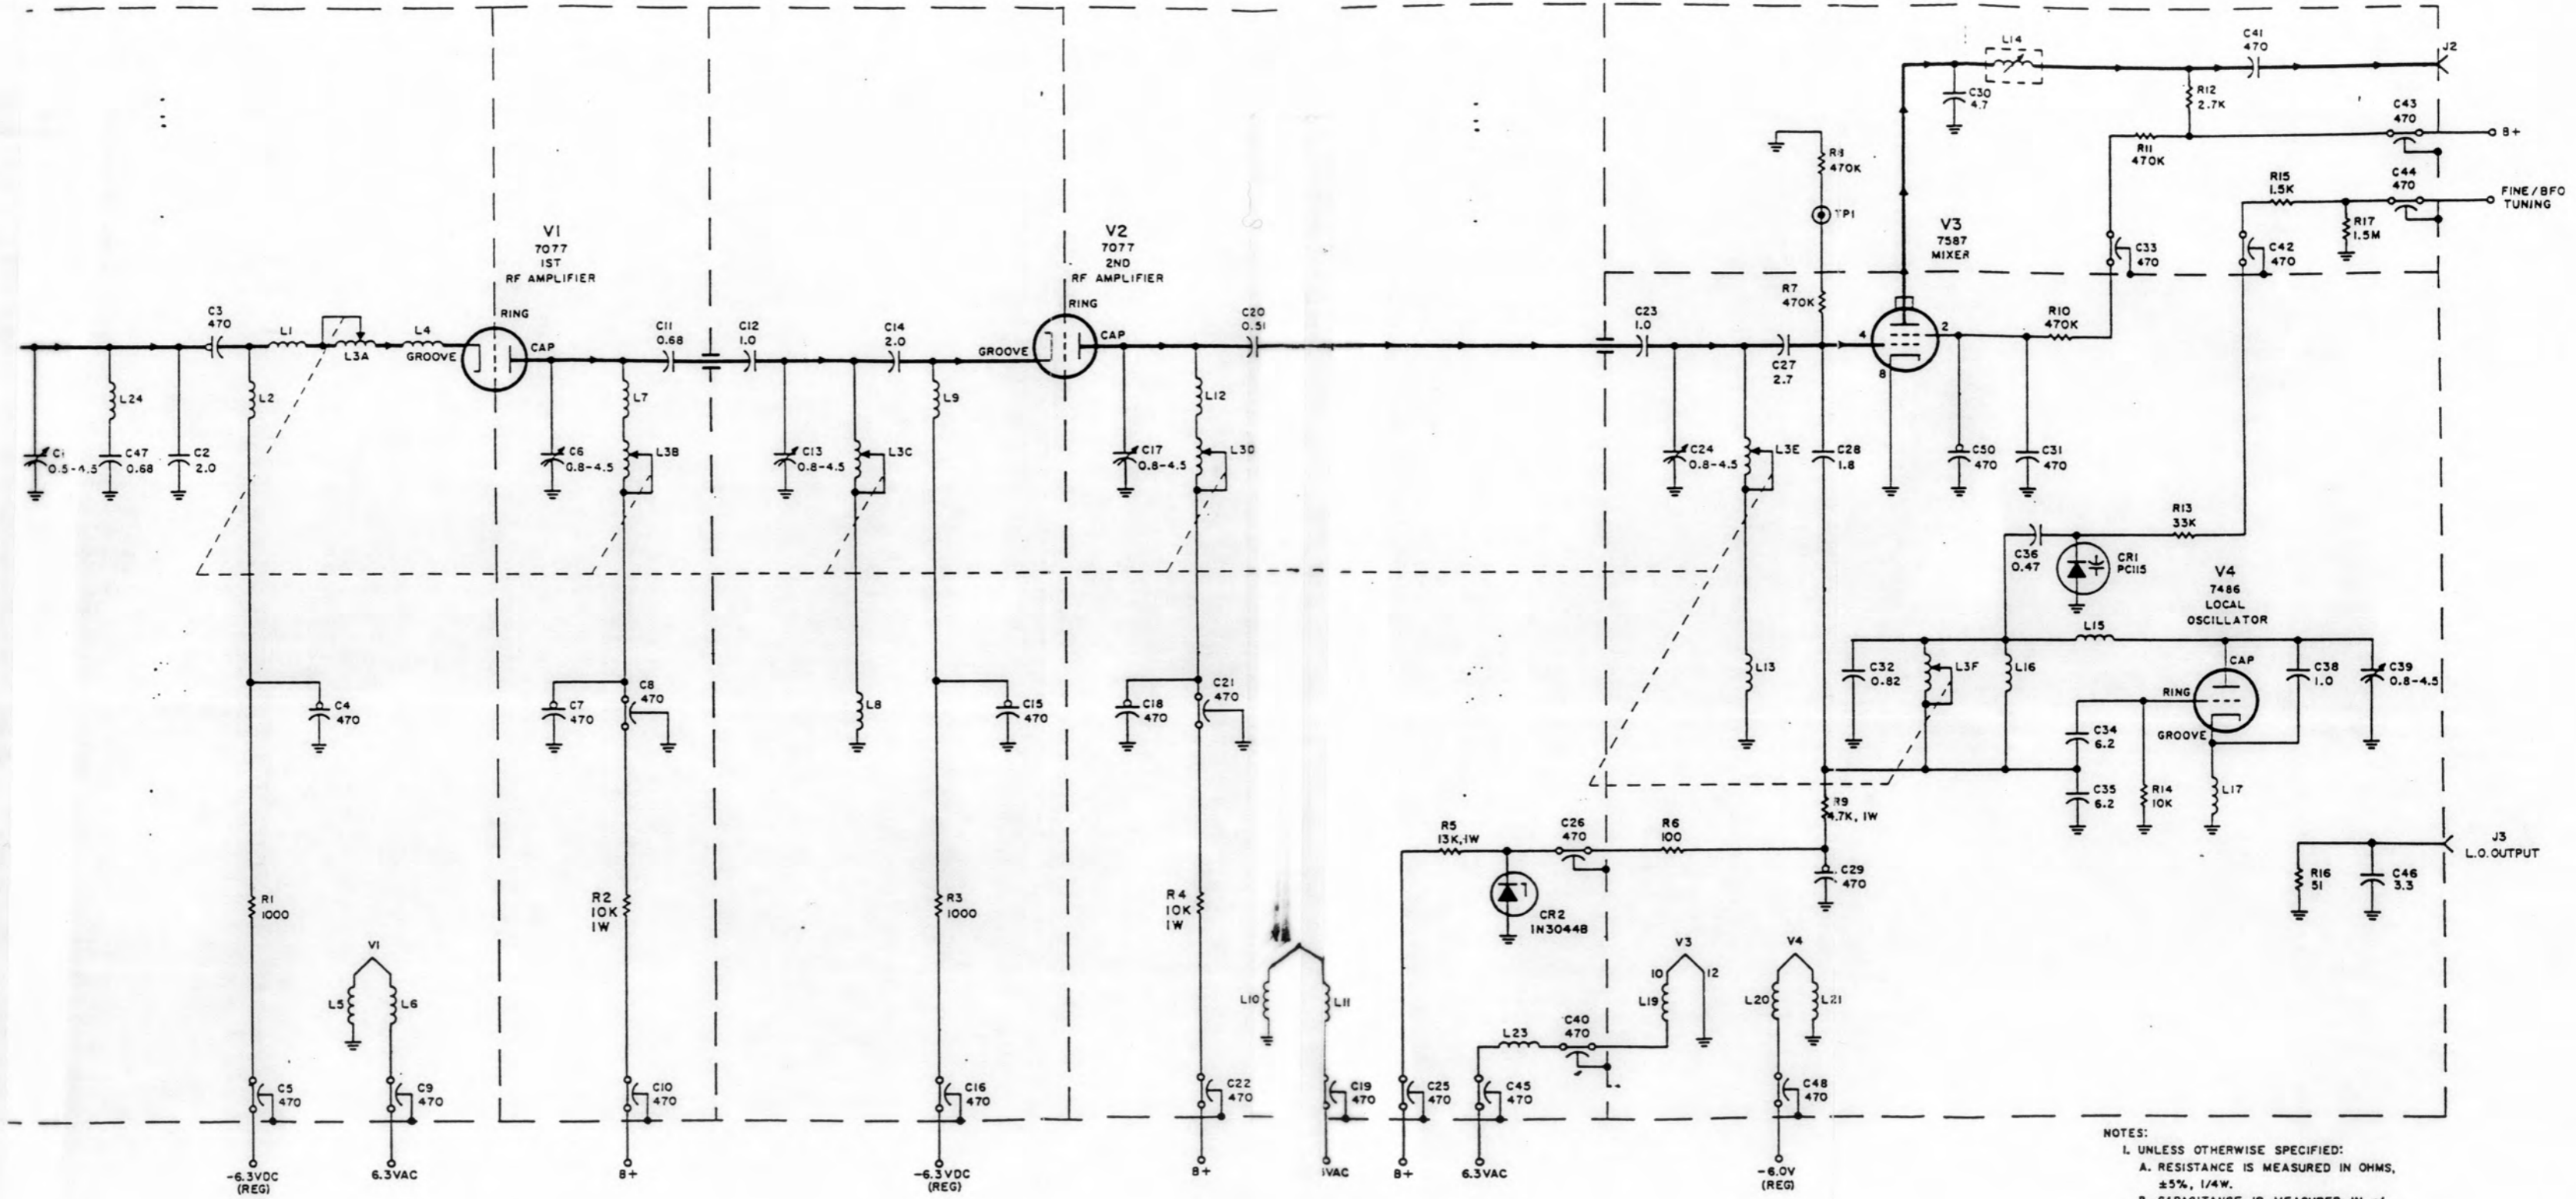 L14
C41
470
J2
C30
4.7
R12
2.7K
C43
470
B+
R11
470K
R8
470K
TP1
R15
1.5K
C44
470
FINE/BFO
TUNING
R17
1.5M
V1
7077
1ST
RF AMPLIFIER
V2
7077
2ND
RF AMPLIFIER
V3
7587
MIXER
C33
470
C42
470
C3
470
L1
L3A
L4
GROOVE
RING
CAP
C11
0.68
C12
1.0
C14
2.0
GROOVE
RING
CAP
C20
0.51
C23
1.0
R7
470K
C27
2.7
4
2
8
R10
470K
L24
L2
L7
L9
L12
C1
0.5-4.5
C47
0.68
C2
2.0
C6
0.8-4.5
L3B
C13
0.8-4.5
L3C
C17
0.8-4.5
L3D
C24
0.8-4.5
L3E
C28
1.8
C50
470
C31
470
R13
33K
C36
0.47
CR1
PC115
V4
7486
LOCAL
OSCILLATOR
L15
C32
0.82
L3F
L16
CAP
RING
GROOVE
C38
1.0
C39
0.8-4.5
L13
C4
470
C7
470
C8
470
L8
C15
470
C18
470
C21
470
C34
6.2
C35
6.2
R14
10K
L17
R9
4.7K, 1W
R5
13K,1W
C26
470
R6
100
J3
L.O. OUTPUT
R16
51
C46
3.3
C29
470
CR2
1N3044B
R1
1000
R2
10K
1W
R3
1000
R4
10K
1W
V1
L5
L6
L10
L11
V3
10
12
L19
V4
L20
L21
L23
C40
470
C5
470
C9
470
C10
470
C16
470
C22
470
C19
470
C25
470
C45
470
C48
470
-6.3VDC
(REG)
6.3VAC
B+
-6.3VDC
(REG)
B+
VAC
B+
6.3VAC
-6.0V
(REG)
NOTES:
1. UNLESS OTHERWISE SPECIFIED:
A. RESISTANCE IS MEASURED IN OHMS,
±5%, 1/4W.
B. CAPACITANCE IS MEASURED IN